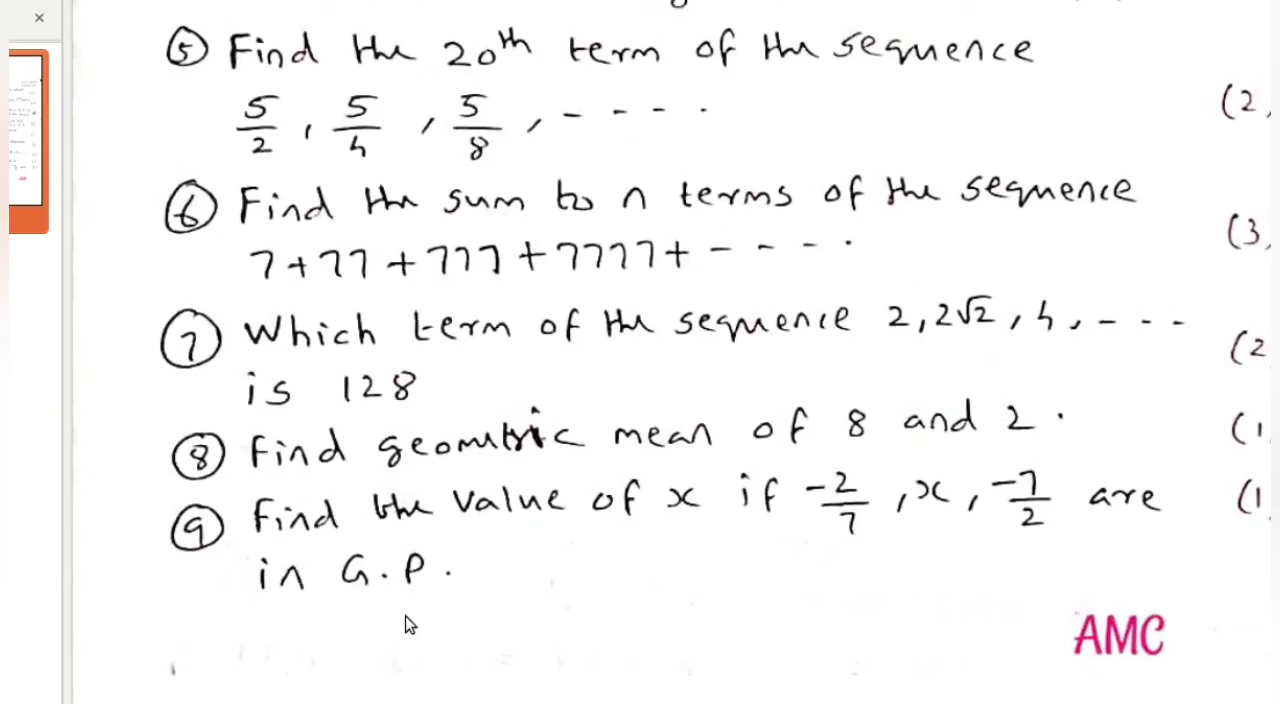 ⑤ Find the 20th term of the sequence
5/2, 5/4, 5/8, - - - .
(2,
⑥ Find the sum to n terms of the sequence
7+77+777+7777+ - - - .
(3,
⑦ Which term of the sequence 2, 2√2, 4, - - -
is 128
(2
⑧ Find geometric mean of 8 and 2.
(1
⑨ Find the value of x if -2/7, x, -7/2 are
(1
in G.P.
AMC